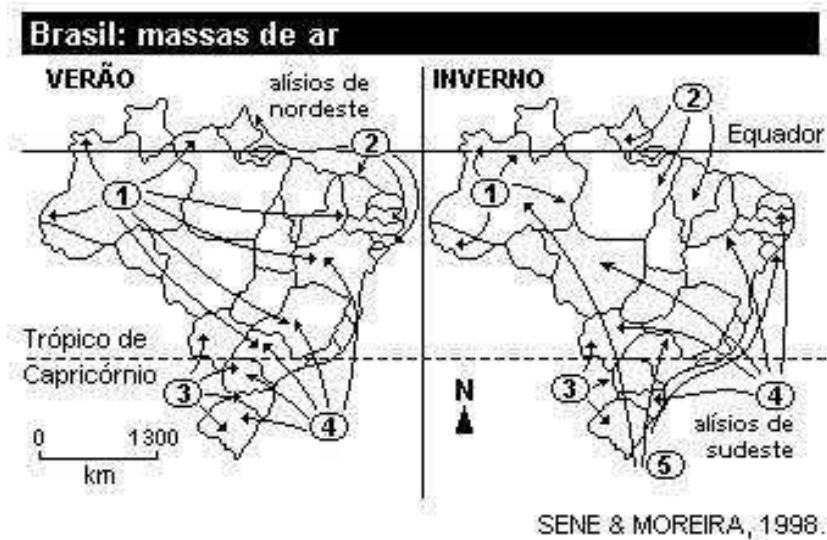 Brasil: massas de ar
VERÃO
alísios de
nordeste
2
1
Trópico de
Capricórnio
3
4
0 1300
km
INVERNO
2
Equador
1
3
N
4
alísios de
sudeste
5
SENE & MOREIRA, 1998.